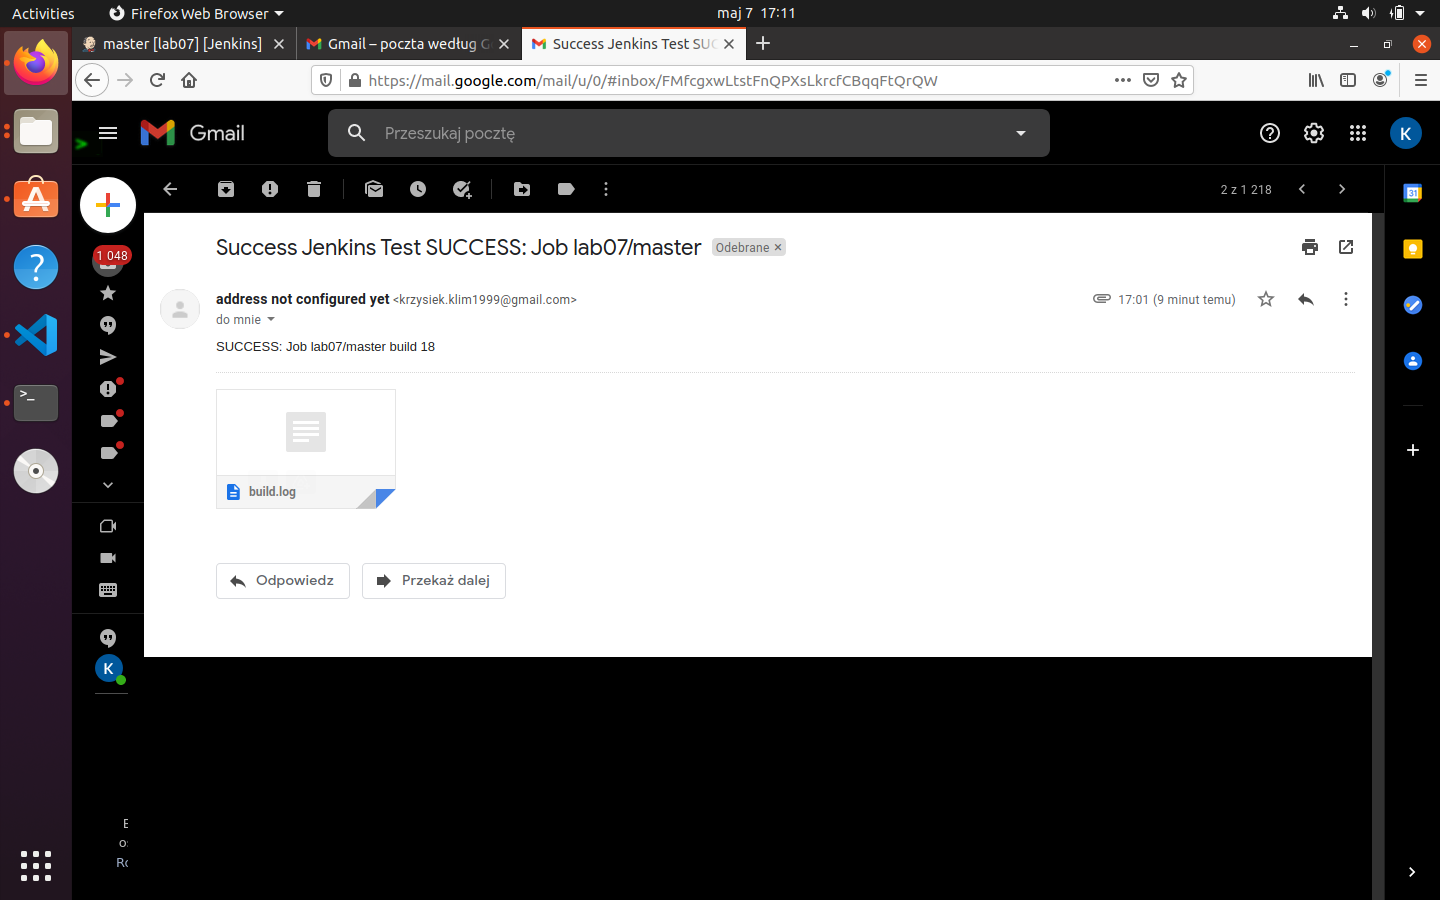 Activities
Firefox Web Browser
maj 7 17:11
master [lab07] [Jenkins]
Gmail – poczta według G
Success Jenkins Test SUC
https://mail.google.com/mail/u/0/#inbox/FMfcgxwLtstFnQPXsLkrcfCBqqFtQrQW
Gmail
Przeszukaj pocztę
K
2 z 1 218
31
1 048
Success Jenkins Test SUCCESS: Job lab07/master
Odebrane
address not configured yet <krzysiek.klim1999@gmail.com>
17:01 (9 minut temu)
do mnie
SUCCESS: Job lab07/master build 18
build.log
Odpowiedz
Przekaż dalej
K